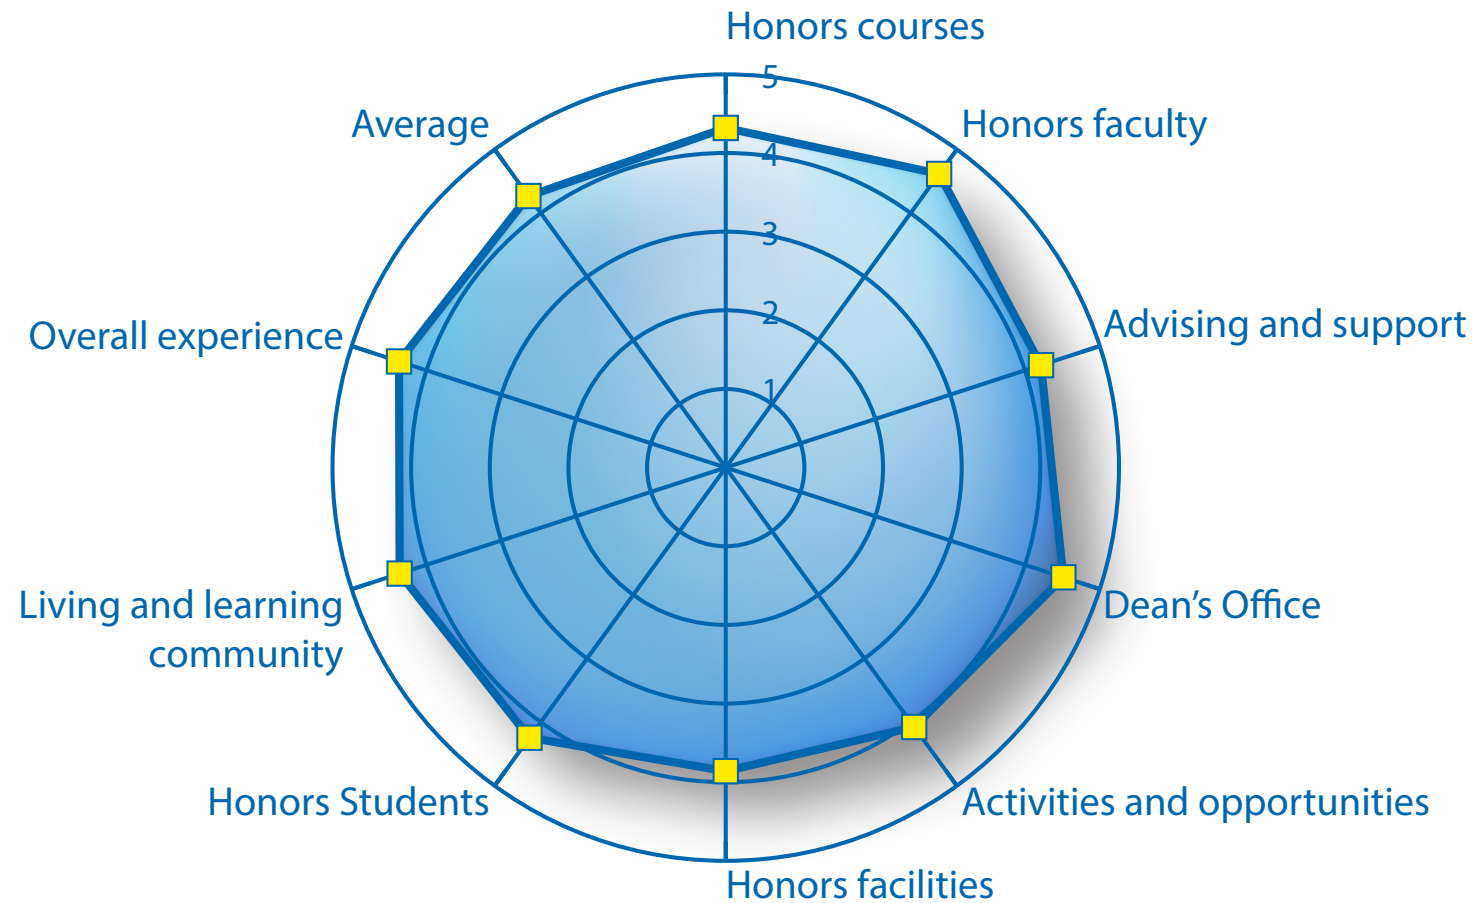 Honors courses
5
Average
Honors faculty
4
3
Overall experience
2
Advising and support
1
Living and learning
community
Dean’s Office
Honors Students
Activities and opportunities
Honors facilities